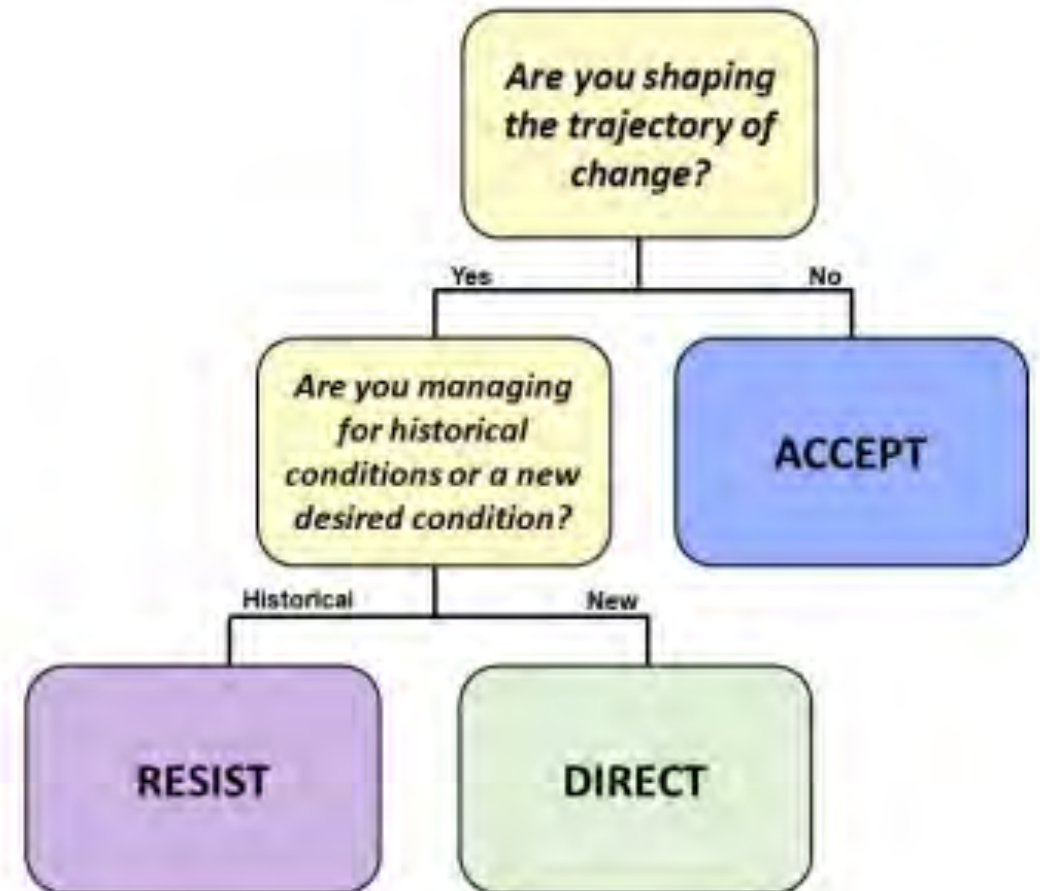 Are you shaping
the trajectory of
change?
Yes
No
Are you managing
for historical
conditions or a new
desired condition?
ACCEPT
Historical
New
RESIST
DIRECT